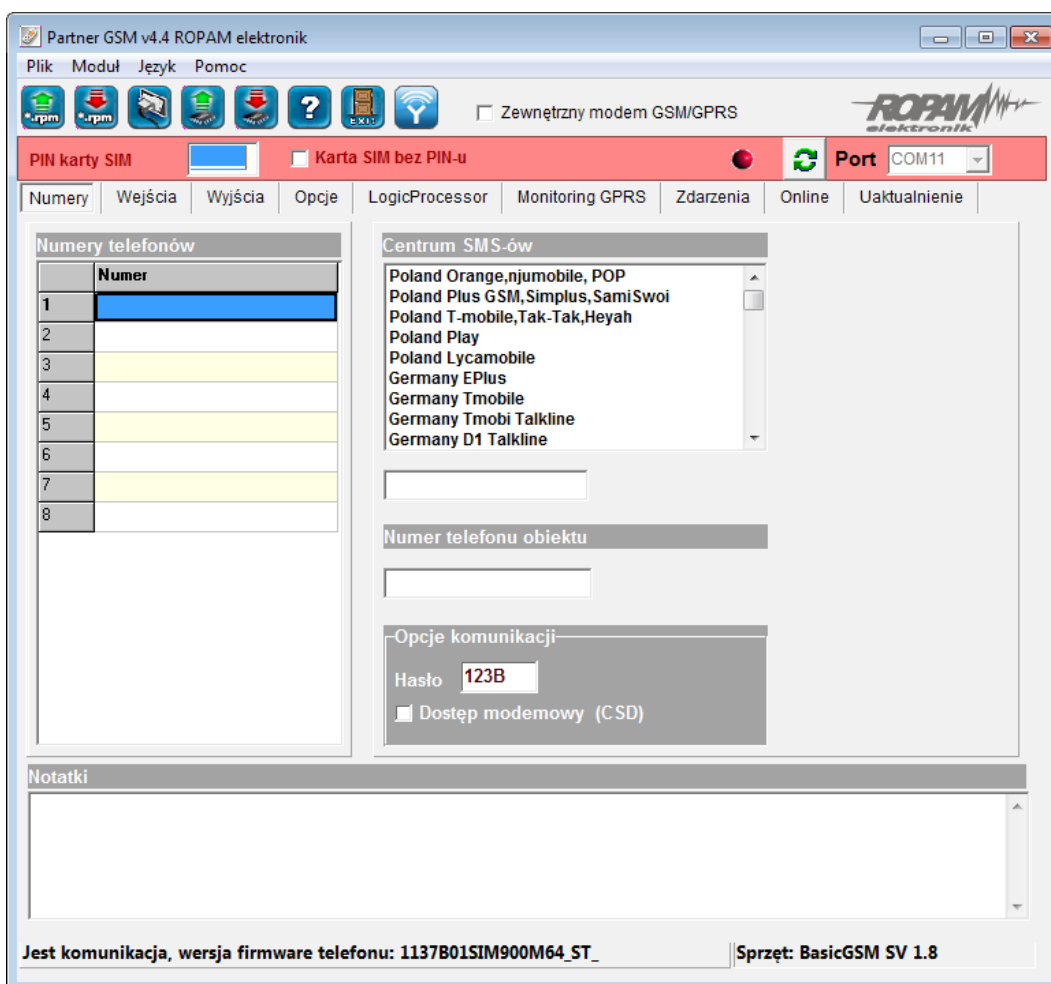 Partner GSM v4.4 ROPAM elektronik
Plik Moduł Język Pomoc
*.rpm *.rpm ? EXIT Zewnętrzny modem GSM/GPRS ROPAM
elektronik
PIN karty SIM Karta SIM bez PIN-u Port COM11
Numery Wejścia Wyjścia Opcje LogicProcessor Monitoring GPRS Zdarzenia Online Uaktualnienie
Numery telefonów
Numer
1
2
3
4
5
6
7
8
Centrum SMS-ów
Poland Orange,njumobile, POP
Poland Plus GSM,Simplus,SamiSwoi
Poland T-mobile,Tak-Tak,Heyah
Poland Play
Poland Lycamobile
Germany EPlus
Germany Tmobile
Germany Tmobi Talkline
Germany D1 Talkline
Numer telefonu obiektu
Opcje komunikacji
Hasło 123B
Dostęp modemowy (CSD)
Notatki
Jest komunikacja, wersja firmware telefonu: 1137B01SIM900M64_ST_ Sprzęt: BasicGSM SV 1.8